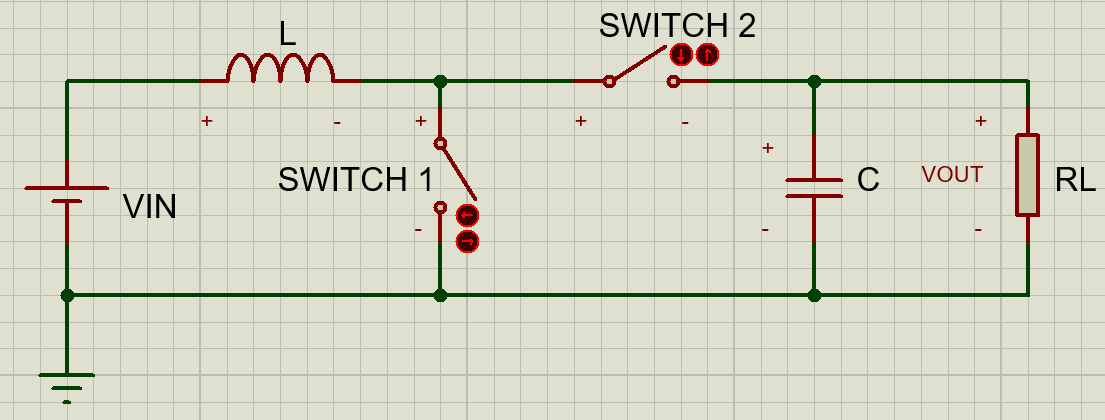 SWITCH 2
L
+ - + + -
+ +
SWITCH 1
VOUT
C
RL
VIN
- - -